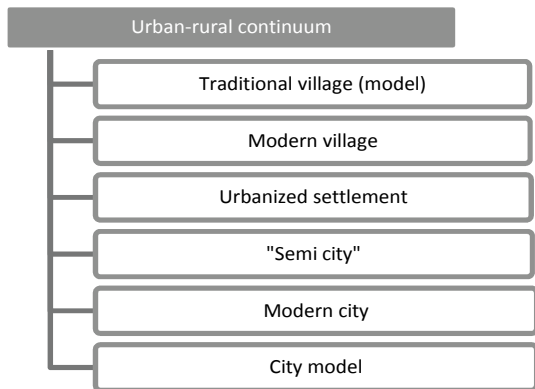 Urban-rural continuum
Traditional village (model)
Modern village
Urbanized settlement
"Semi city"
Modern city
City model